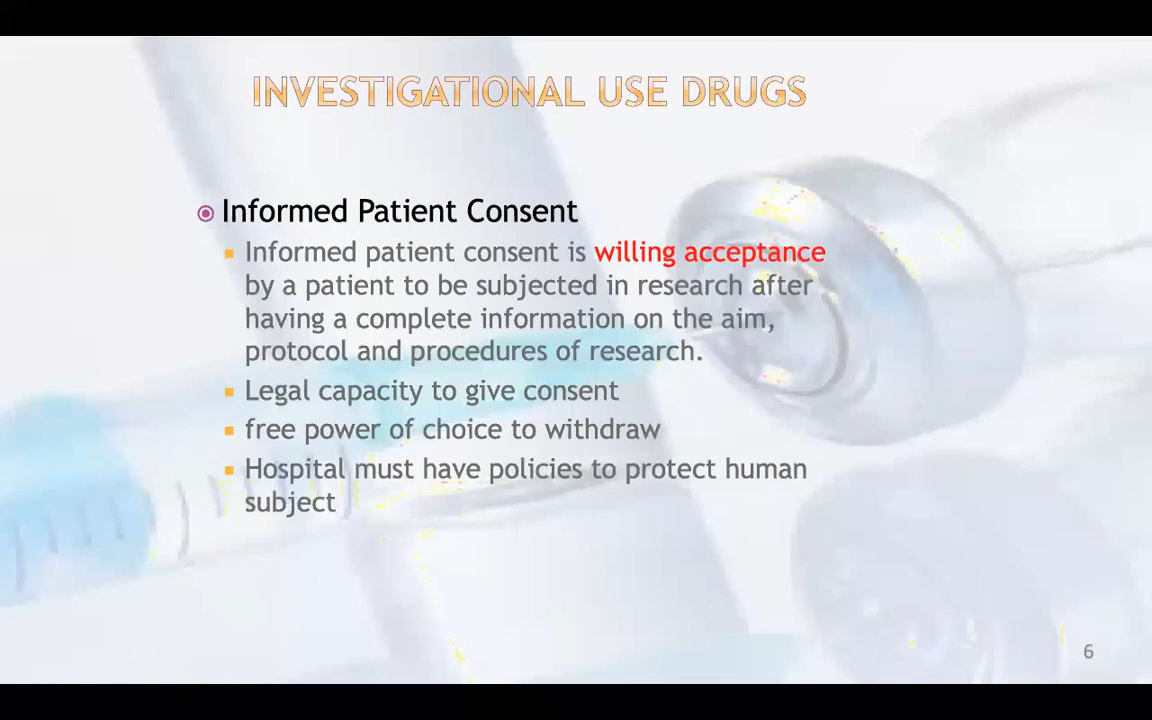 INVESTIGATIONAL USE DRUGS
Informed Patient Consent
Informed patient consent is willing acceptance
by a patient to be subjected in research after
having a complete information on the aim,
protocol and procedures of research.
Legal capacity to give consent
free power of choice to withdraw
Hospital must have policies to protect human
subject
6